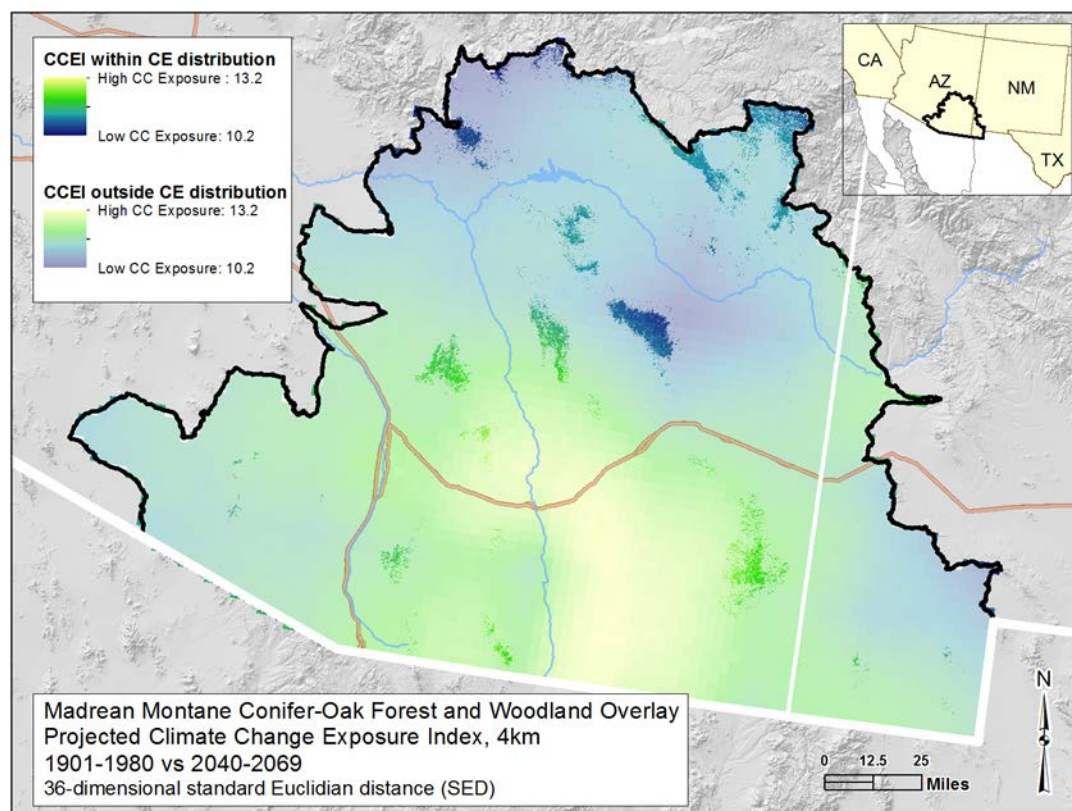 CCEI within CE distribution
High CC Exposure : 13.2
Low CC Exposure: 10.2
CCEI outside CE distribution
High CC Exposure: 13.2
Low CC Exposure: 10.2
CA
AZ
NM
TX
Madrean Montane Conifer-Oak Forest and Woodland Overlay
Projected Climate Change Exposure Index, 4km
1901-1980 vs 2040-2069
36-dimensional standard Euclidian distance (SED)
N
0 12.5 25
Miles